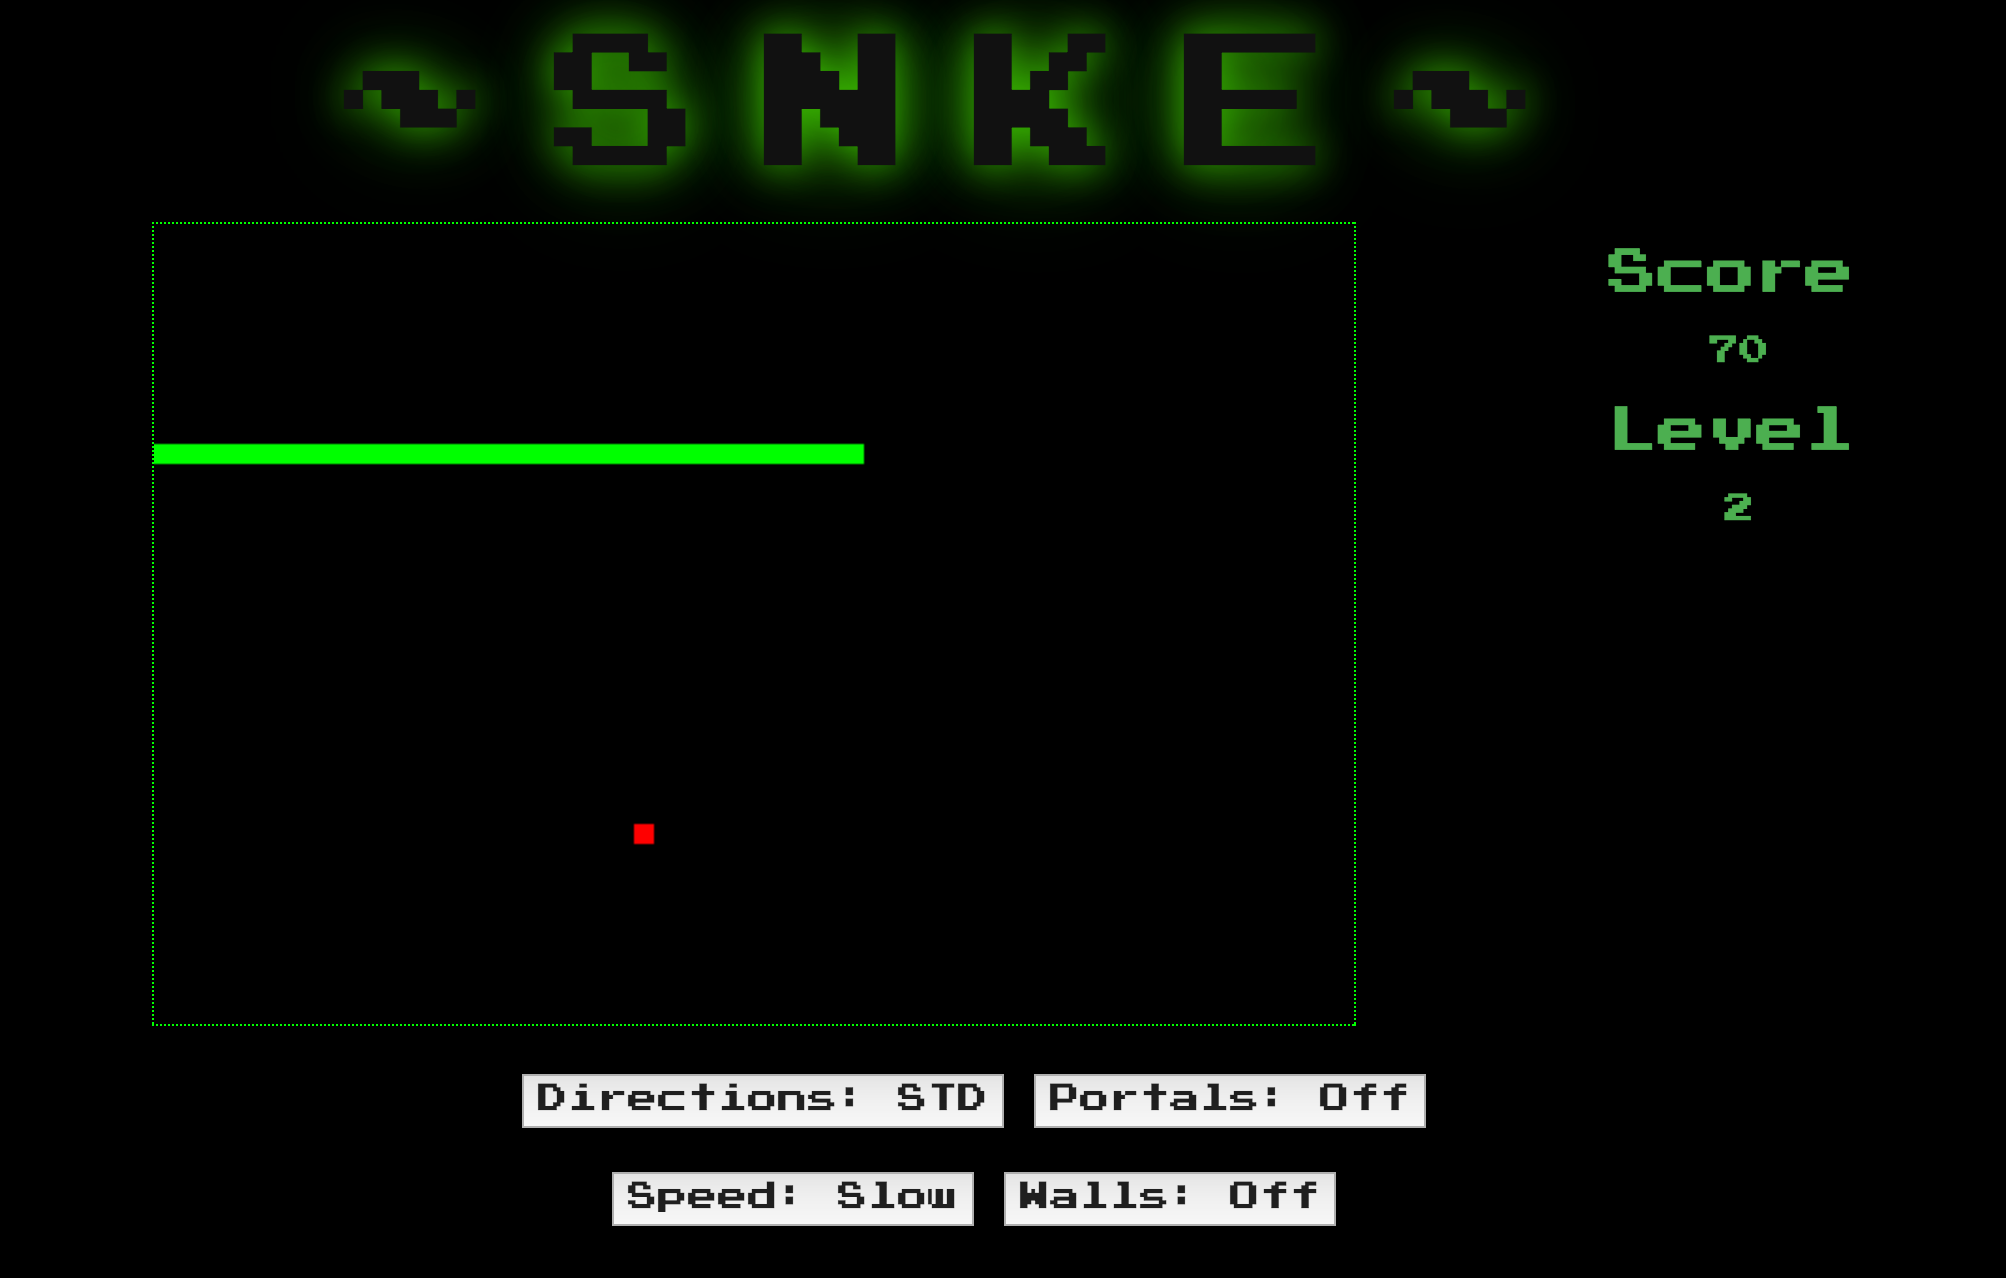 ~SNKE~
Score
70
Level
2
Directions: STD Portals: Off
Speed: Slow Walls: Off